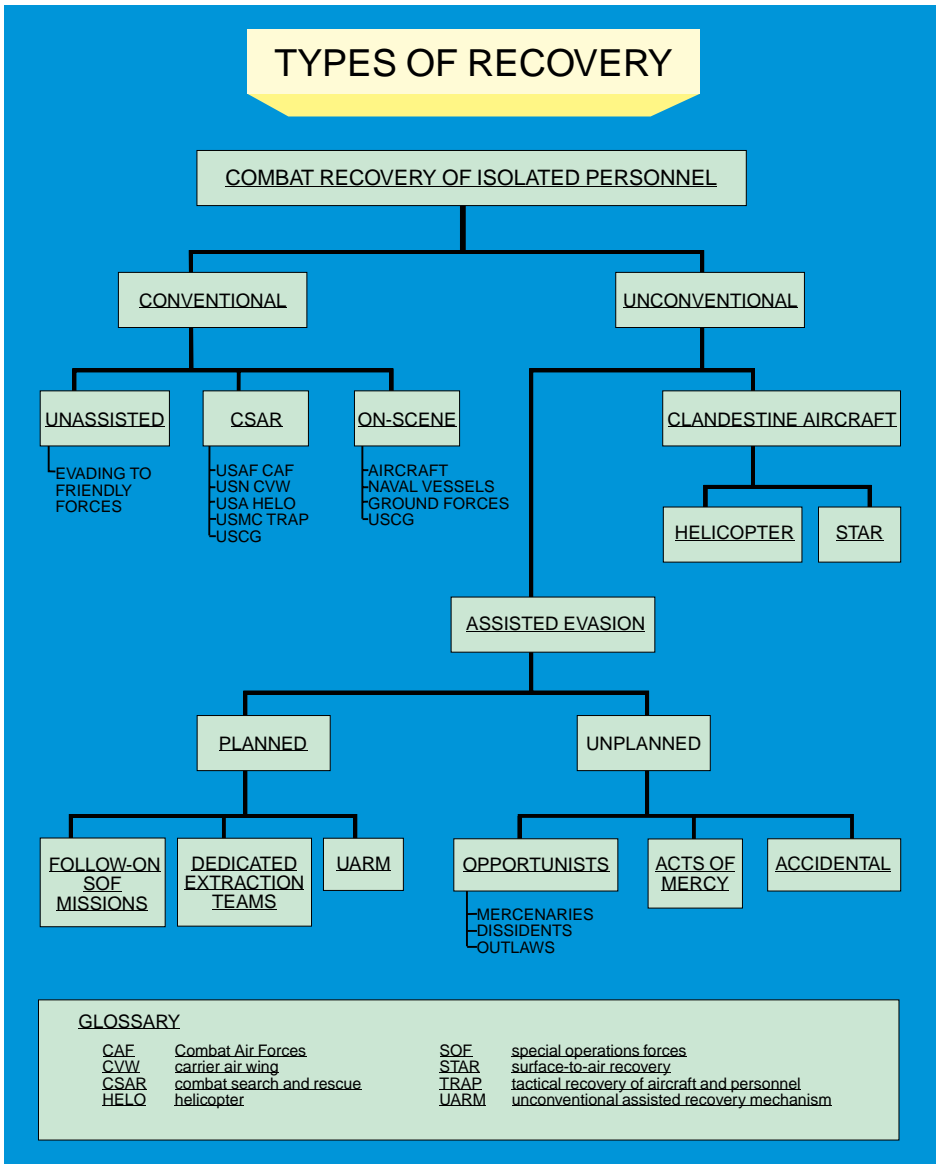 TYPES OF RECOVERY
COMBAT RECOVERY OF ISOLATED PERSONNEL
CONVENTIONAL
UNCONVENTIONAL
UNASSISTED
EVADING TO
FRIENDLY
FORCES
CSAR
USAF CAF
USN CVW
USA HELO
USMC TRAP
USCG
ON-SCENE
AIRCRAFT
NAVAL VESSELS
GROUND FORCES
USCG
CLANDESTINE AIRCRAFT
HELICOPTER
STAR
ASSISTED EVASION
PLANNED
UNPLANNED
FOLLOW-ON
SOF
MISSIONS
DEDICATED
EXTRACTION
TEAMS
UARM
OPPORTUNISTS
MERCENARIES
DISSIDENTS
OUTLAWS
ACTS OF
MERCY
ACCIDENTAL
GLOSSARY
CAF Combat Air Forces
CVW carrier air wing
CSAR combat search and rescue
HELO helicopter
SOF special operations forces
STAR surface-to-air recovery
TRAP tactical recovery of aircraft and personnel
UARM unconventional assisted recovery mechanism